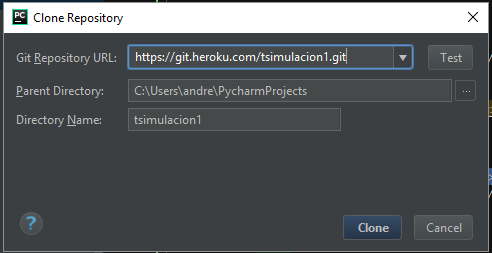 PC Clone Repository
Git Repository URL: https://git.heroku.com/tsimulacion1.git Test
Parent Directory: C:\Users\andre\PycharmProjects ...
Directory Name: tsimulacion1
? Clone Cancel